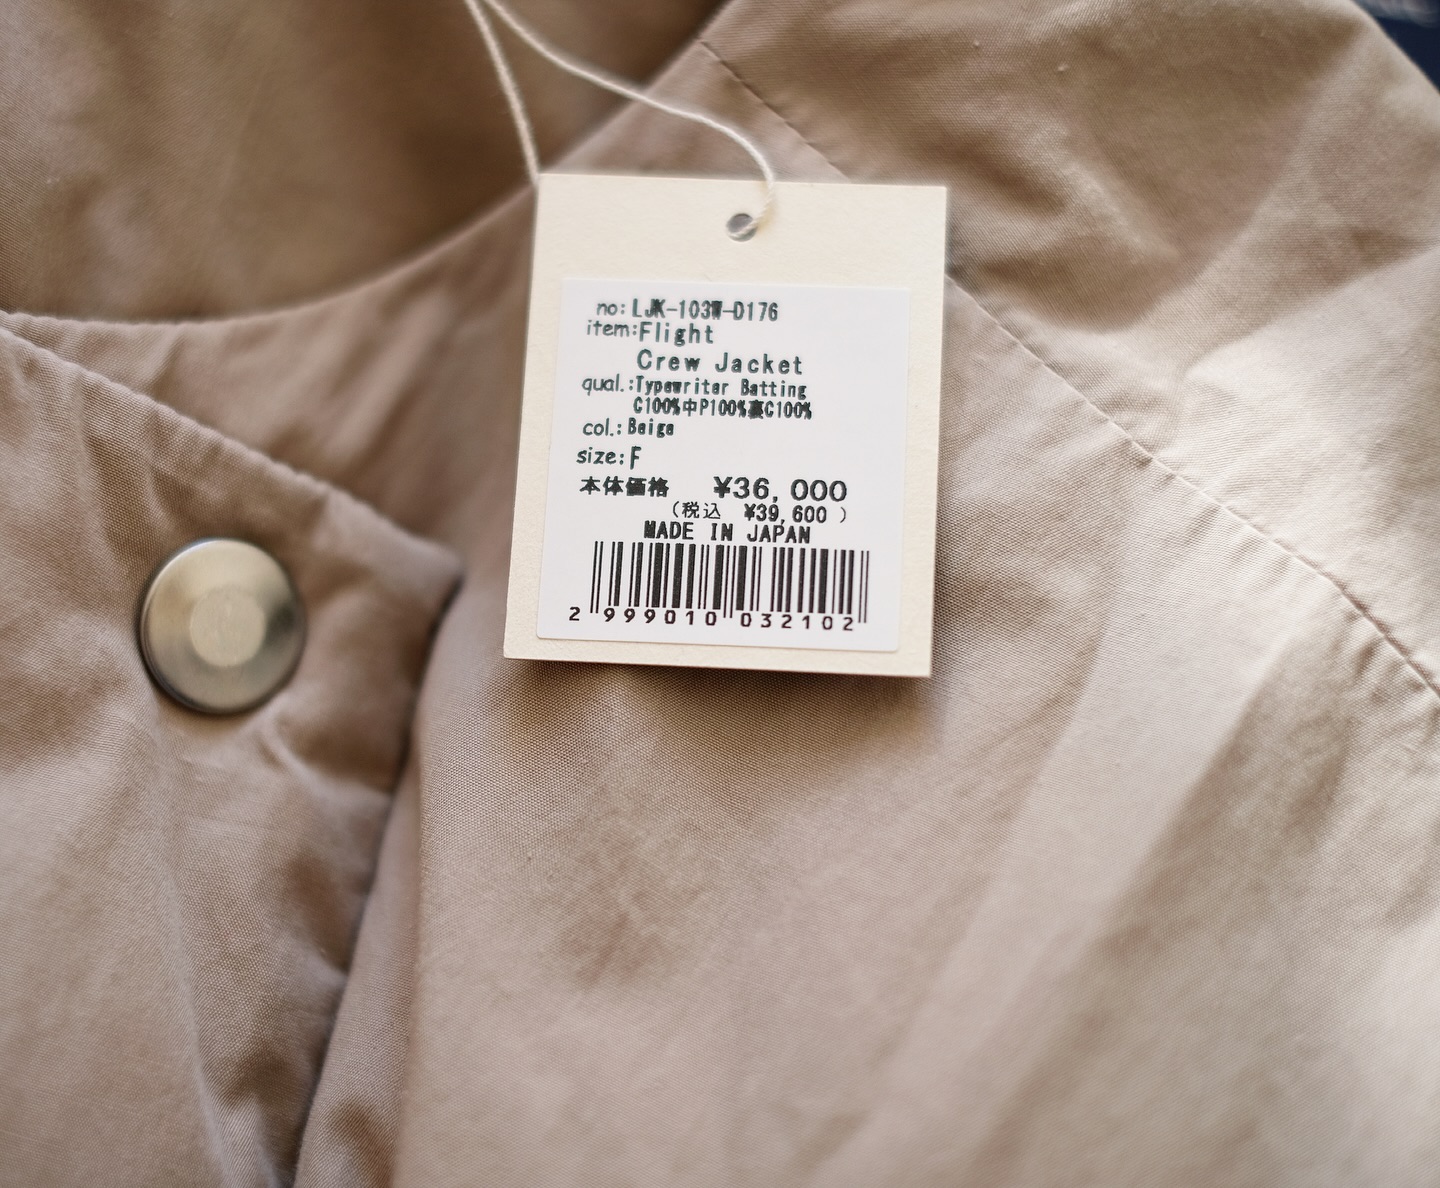 no: LJK-103W-D176
item: Flight
Crew Jacket
qual.: Typewriter Batting
C100%中P100%裏C100%
col.: Beige
size: F
本体価格 ¥36,000
(税込 ¥39,600 )
MADE IN JAPAN
2 999010 032102